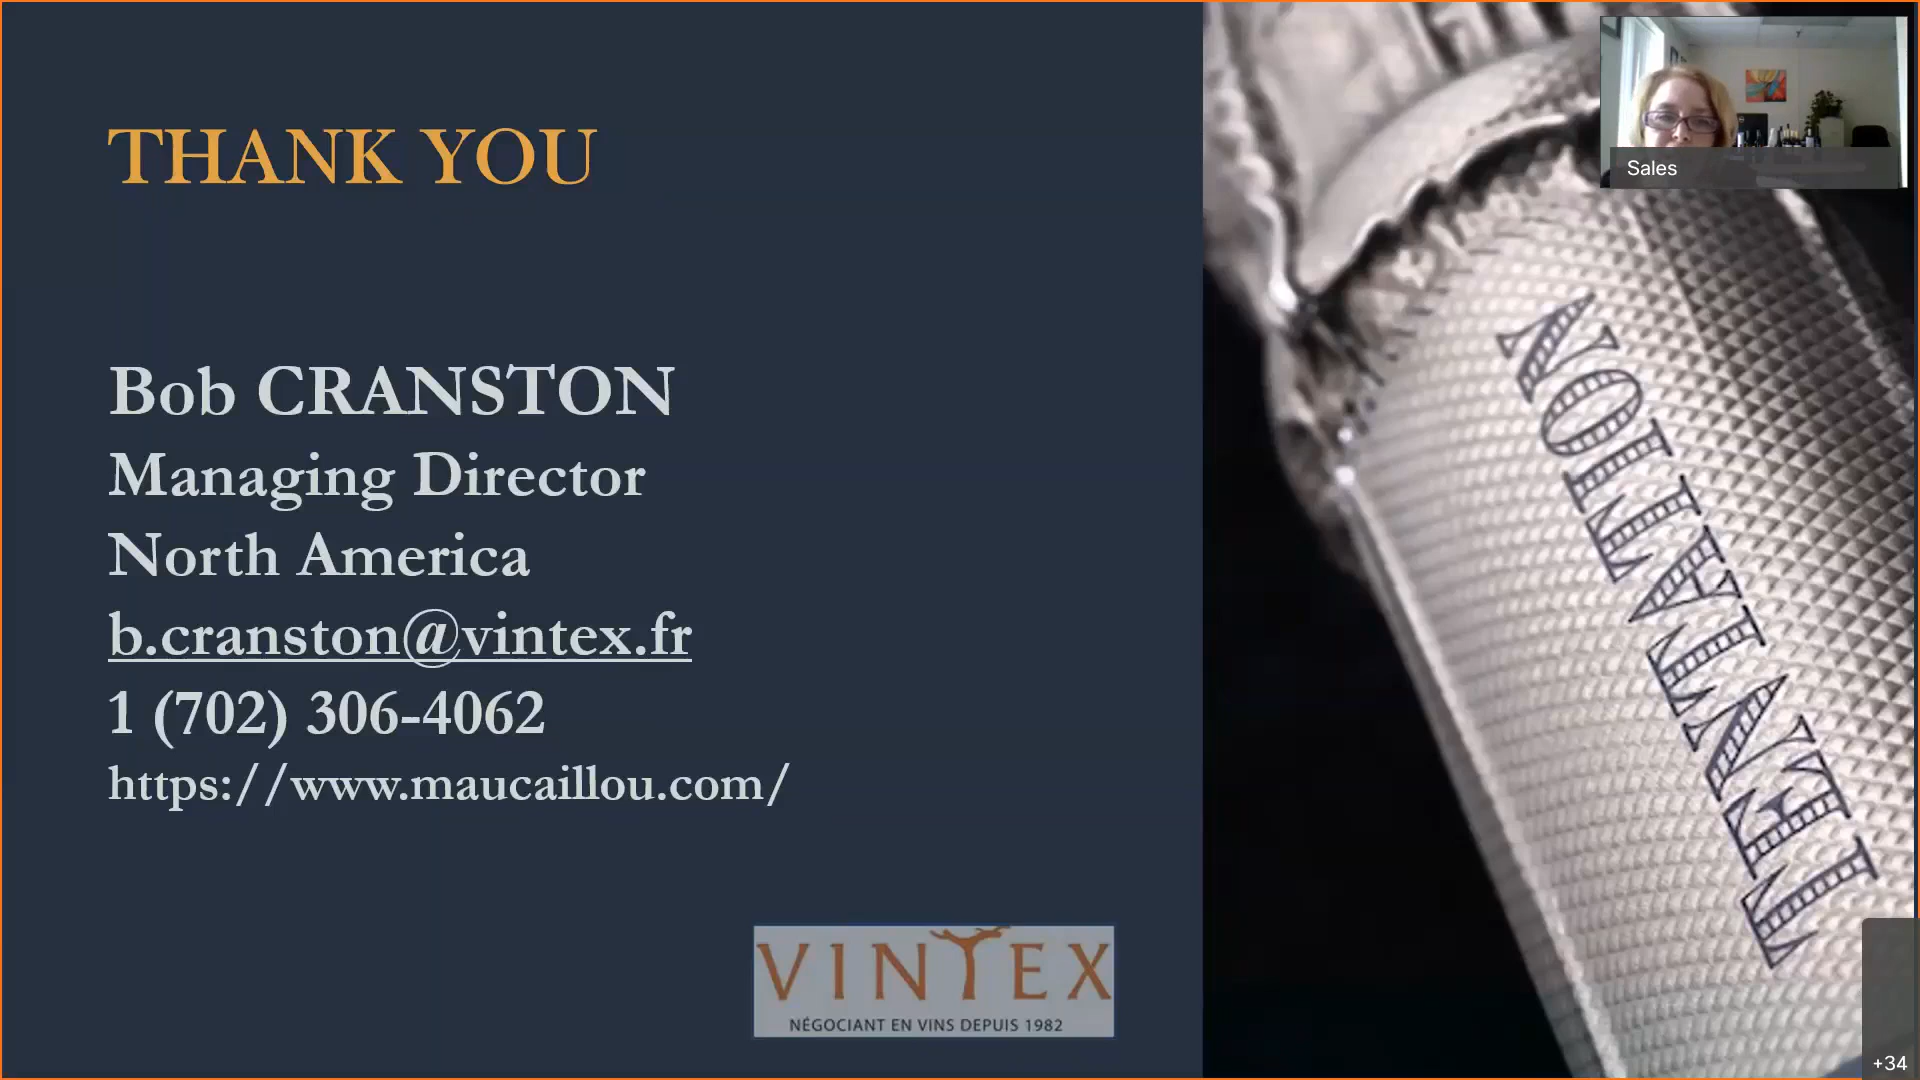 THANK YOU
Bob CRANSTON
Managing Director
North America
b.cranston@vintex.fr
1 (702) 306-4062
https://www.maucaillou.com/
VINTEX
NÉGOCIANT EN VINS DEPUIS 1982
Sales
+34